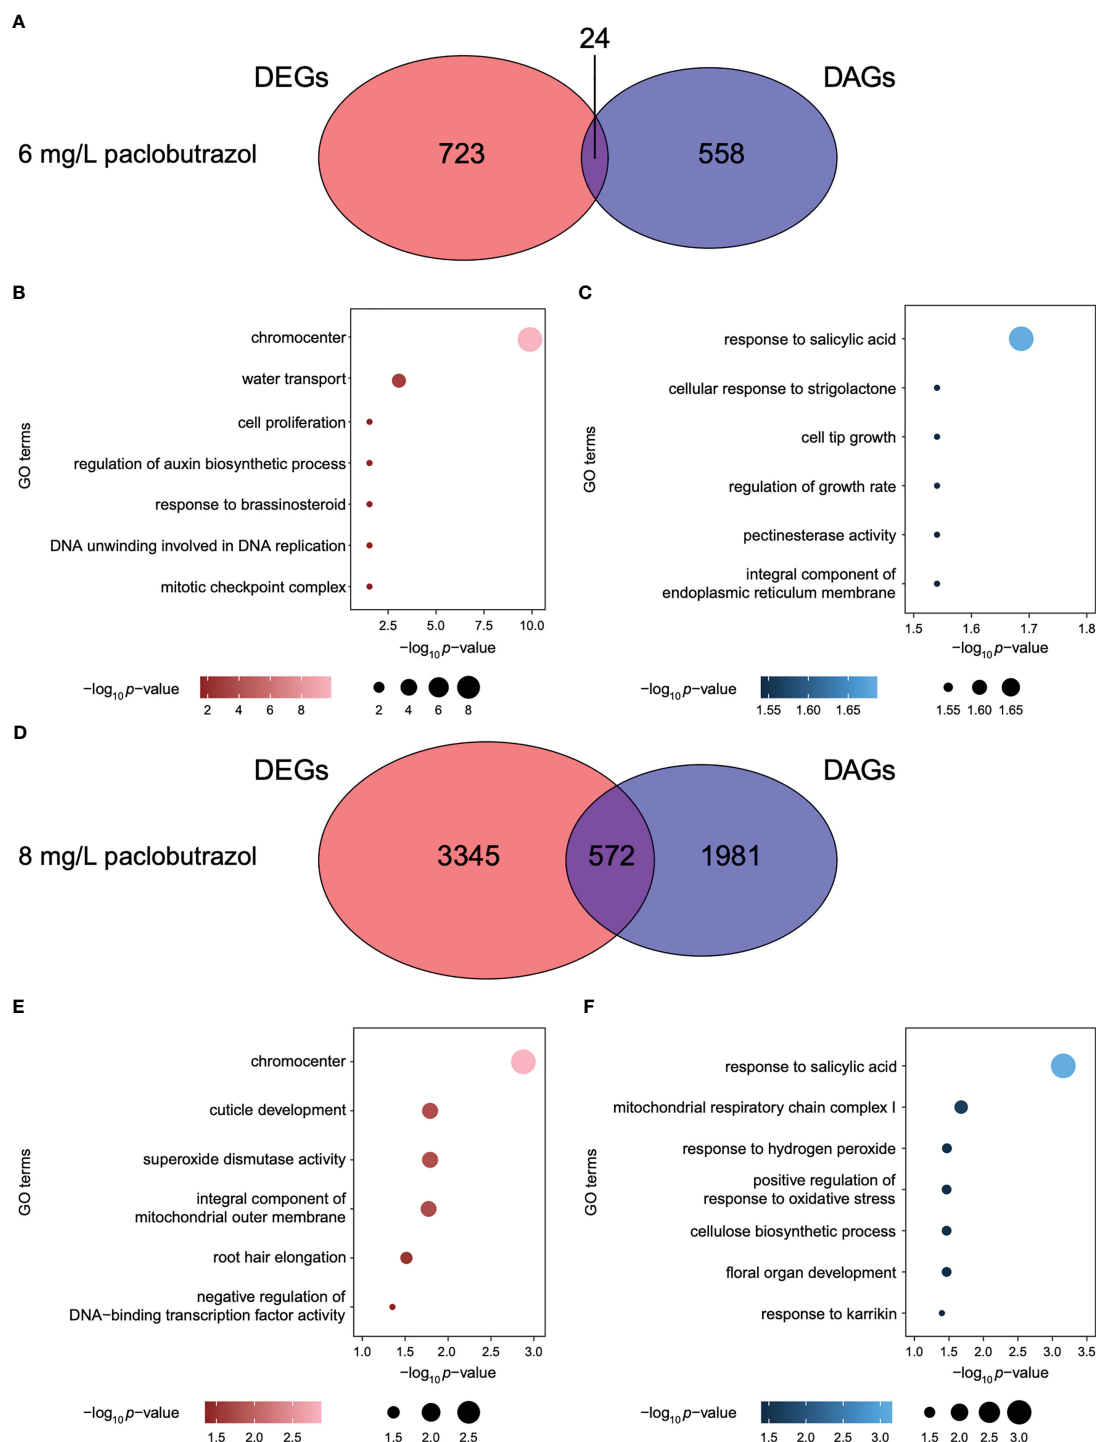 A
24
DEGs
DAGs
6 mg/L paclobutrazol
723
558
B
GO terms
chromocenter
water transport
cell proliferation
regulation of auxin biosynthetic process
response to brassinosteroid
DNA unwinding involved in DNA replication
mitotic checkpoint complex
2.5 5.0 7.5 10.0
−log10 p−value
−log10 p−value
2 4 6 8
2 4 6 8
C
GO terms
response to salicylic acid
cellular response to strigolactone
cell tip growth
regulation of growth rate
pectinesterase activity
integral component of
endoplasmic reticulum membrane
1.5 1.6 1.7 1.8
−log10 p−value
−log10 p−value
1.55 1.60 1.65
1.55 1.60 1.65
D
DEGs
DAGs
8 mg/L paclobutrazol
3345
572
1981
E
GO terms
chromocenter
cuticle development
superoxide dismutase activity
integral component of
mitochondrial outer membrane
root hair elongation
negative regulation of
DNA−binding transcription factor activity
1.0 1.5 2.0 2.5 3.0
−log10 p−value
−log10 p−value
1.5 2.0 2.5
1.5 2.0 2.5
F
GO terms
response to salicylic acid
mitochondrial respiratory chain complex I
response to hydrogen peroxide
positive regulation of
response to oxidative stress
cellulose biosynthetic process
floral organ development
response to karrikin
1.0 1.5 2.0 2.5 3.0 3.5
−log10 p−value
−log10 p−value
1.5 2.0 2.5 3.0
1.5 2.0 2.5 3.0